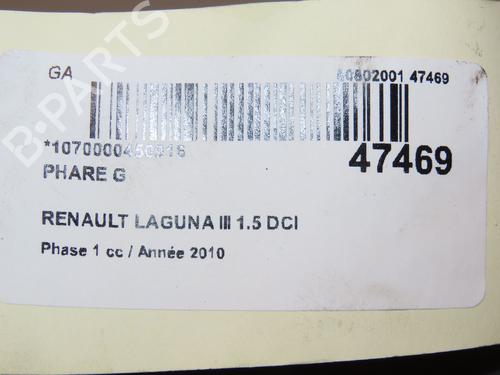 GA
60802001 47469
*1070000450316
47469
PHARE G
RENAULT LAGUNA III 1.5 DCI
Phase 1 cc / Année 2010
B-PARTS